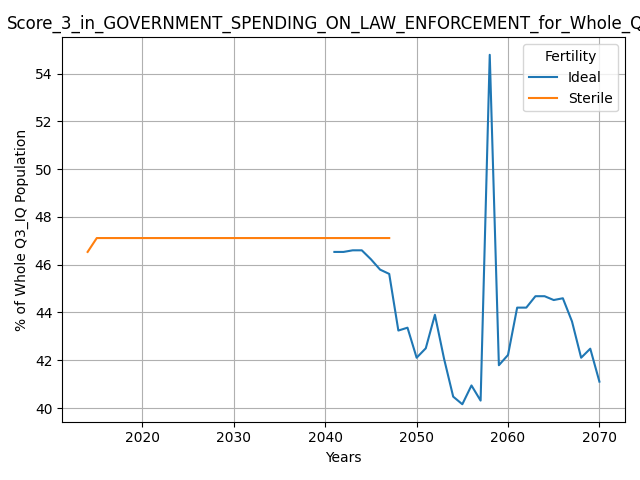 Score_3_in_GOVERNMENT_SPENDING_ON_LAW_ENFORCEMENT_for_Whole_Q
Fertility
Ideal
Sterile
54
52
50
48
46
44
42
40
% of Whole Q3_IQ Population
2020 2030 2040 2050 2060 2070
Years